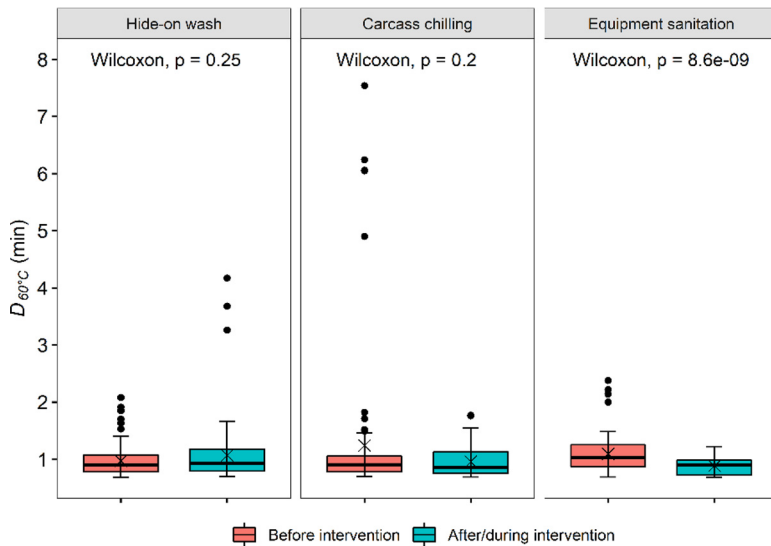 Hide-on wash
Carcass chilling
Equipment sanitation
Wilcoxon, p = 0.25
Wilcoxon, p = 0.2
Wilcoxon, p = 8.6e-09
8
7
6
5
4
3
2
1
D60°C (min)
Before intervention
After/during intervention